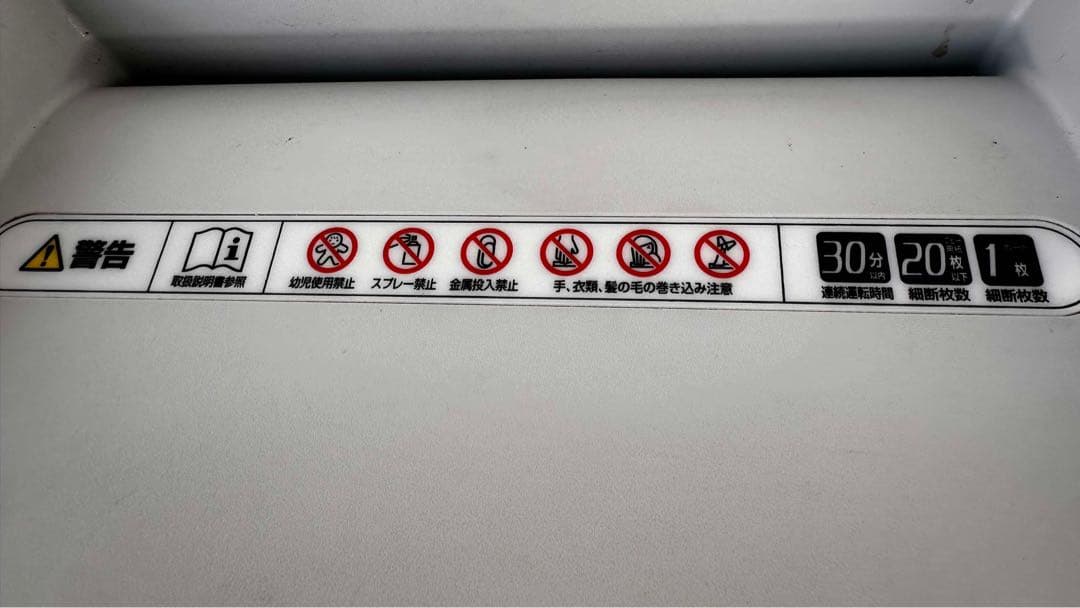 警告
取扱説明書参照
幼児使用禁止
スプレー禁止
金属投入禁止
手、衣類、髪の毛の巻き込み注意
30分以内
連続運転時間
20枚以下
細断枚数
1枚
細断枚数